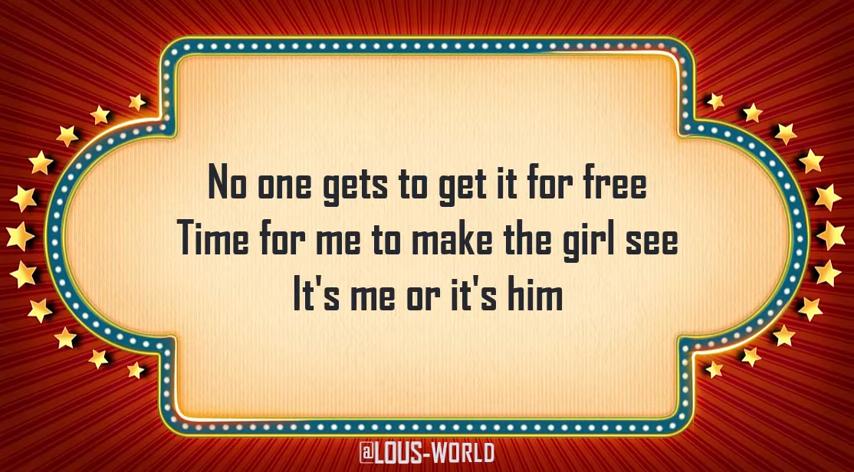 No one gets to get it for free
Time for me to make the girl see
It's me or it's him
@LOUS-WORLD